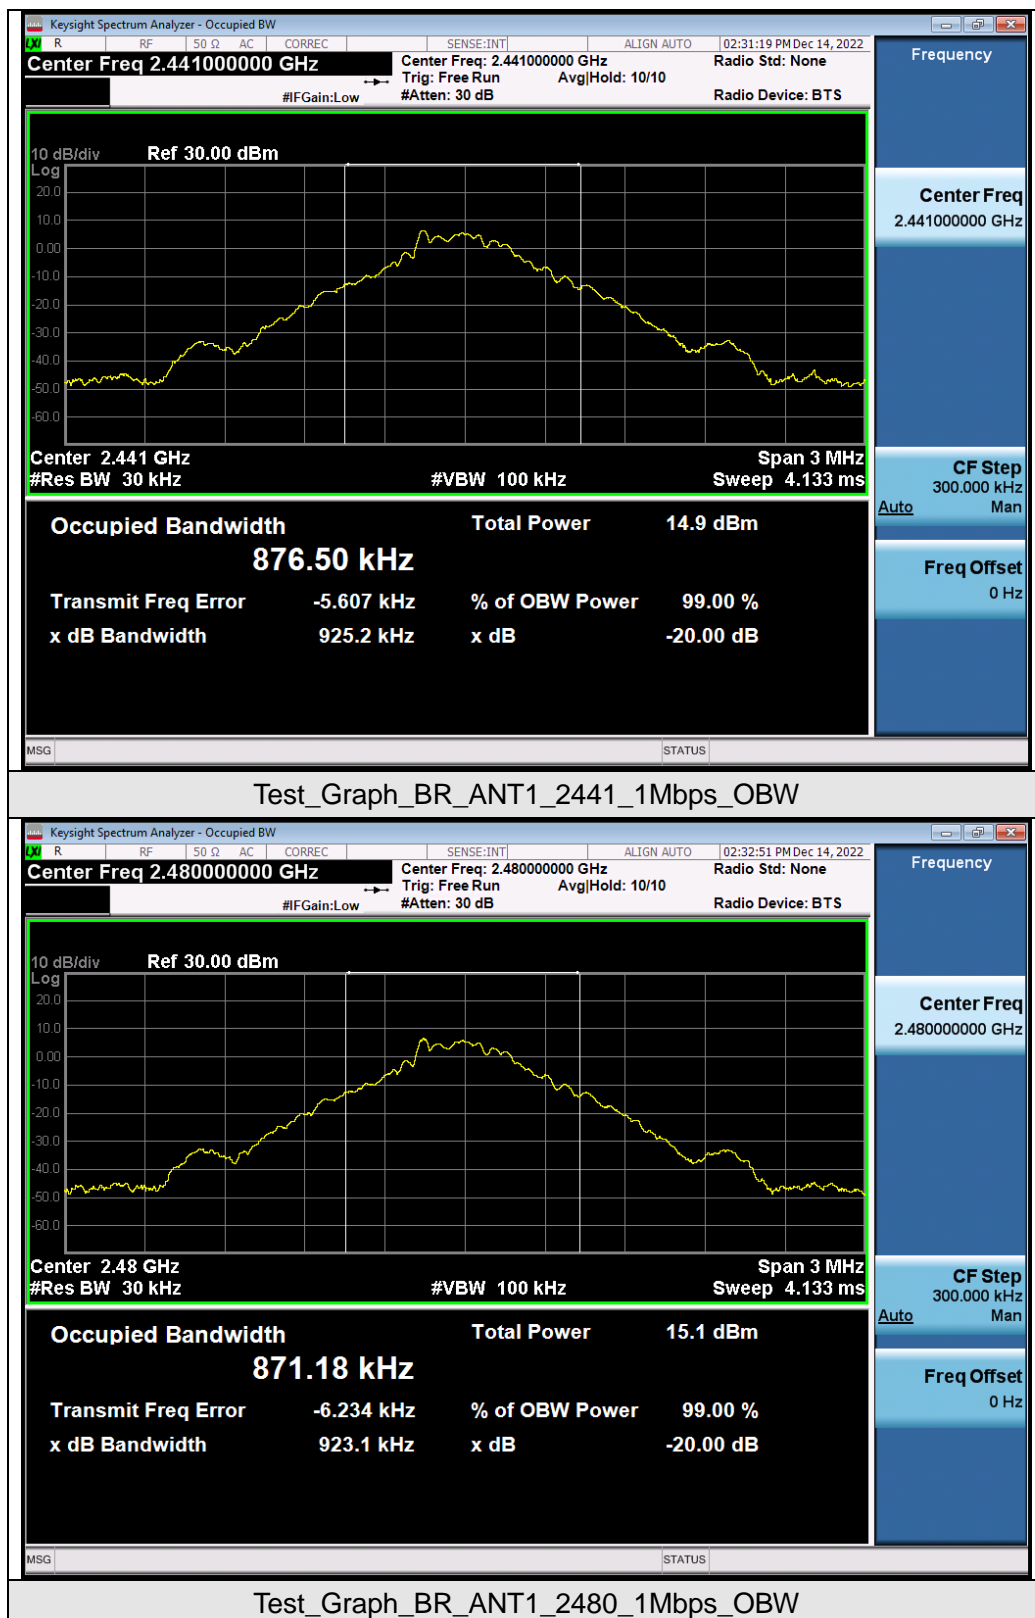 Keysight Spectrum Analyzer - Occupied BW
LXI R RF 50 Ω AC CORREC SENSE:INT ALIGN AUTO 02:31:19 PM Dec 14, 2022
Center Freq 2.441000000 GHz
Center Freq: 2.441000000 GHz Radio Std: None
Trig: Free Run Avg|Hold: 10/10
#IFGain:Low #Atten: 30 dB Radio Device: BTS
Frequency
10 dB/div Ref 30.00 dBm
Log
20.0
10.0
0.00
-10.0
-20.0
-30.0
-40.0
-50.0
-60.0
Center 2.441 GHz Span 3 MHz
#Res BW 30 kHz #VBW 100 kHz Sweep 4.133 ms
Center Freq
2.441000000 GHz
CF Step
300.000 kHz
Auto Man
Freq Offset
0 Hz
Occupied Bandwidth Total Power 14.9 dBm
876.50 kHz
Transmit Freq Error -5.607 kHz % of OBW Power 99.00 %
x dB Bandwidth 925.2 kHz x dB -20.00 dB
MSG STATUS
Test_Graph_BR_ANT1_2441_1Mbps_OBW
Keysight Spectrum Analyzer - Occupied BW
LXI R RF 50 Ω AC CORREC SENSE:INT ALIGN AUTO 02:32:51 PM Dec 14, 2022
Center Freq 2.480000000 GHz
Center Freq: 2.480000000 GHz Radio Std: None
Trig: Free Run Avg|Hold: 10/10
#IFGain:Low #Atten: 30 dB Radio Device: BTS
Frequency
10 dB/div Ref 30.00 dBm
Log
20.0
10.0
0.00
-10.0
-20.0
-30.0
-40.0
-50.0
-60.0
Center 2.48 GHz Span 3 MHz
#Res BW 30 kHz #VBW 100 kHz Sweep 4.133 ms
Center Freq
2.480000000 GHz
CF Step
300.000 kHz
Auto Man
Freq Offset
0 Hz
Occupied Bandwidth Total Power 15.1 dBm
871.18 kHz
Transmit Freq Error -6.234 kHz % of OBW Power 99.00 %
x dB Bandwidth 923.1 kHz x dB -20.00 dB
MSG STATUS
Test_Graph_BR_ANT1_2480_1Mbps_OBW